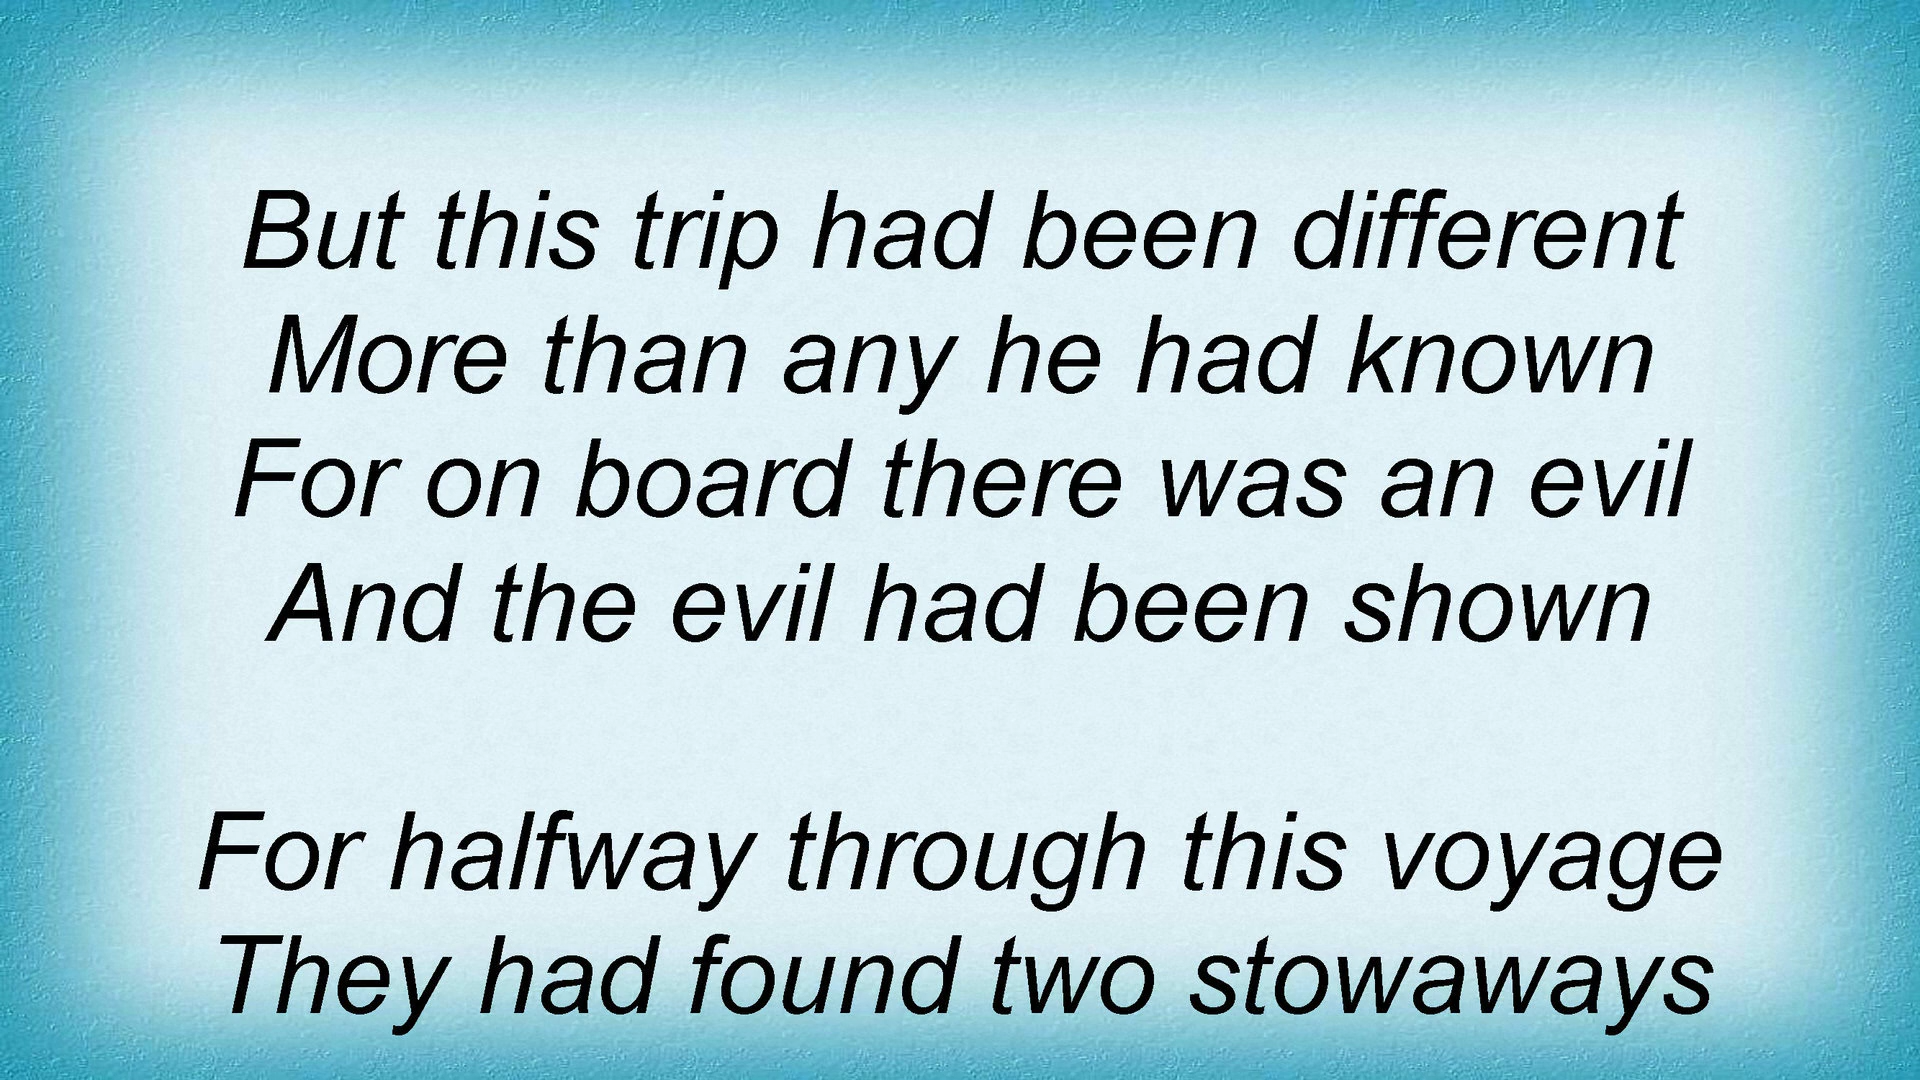 But this trip had been different
More than any he had known
For on board there was an evil
And the evil had been shown
For halfway through this voyage
They had found two stowaways